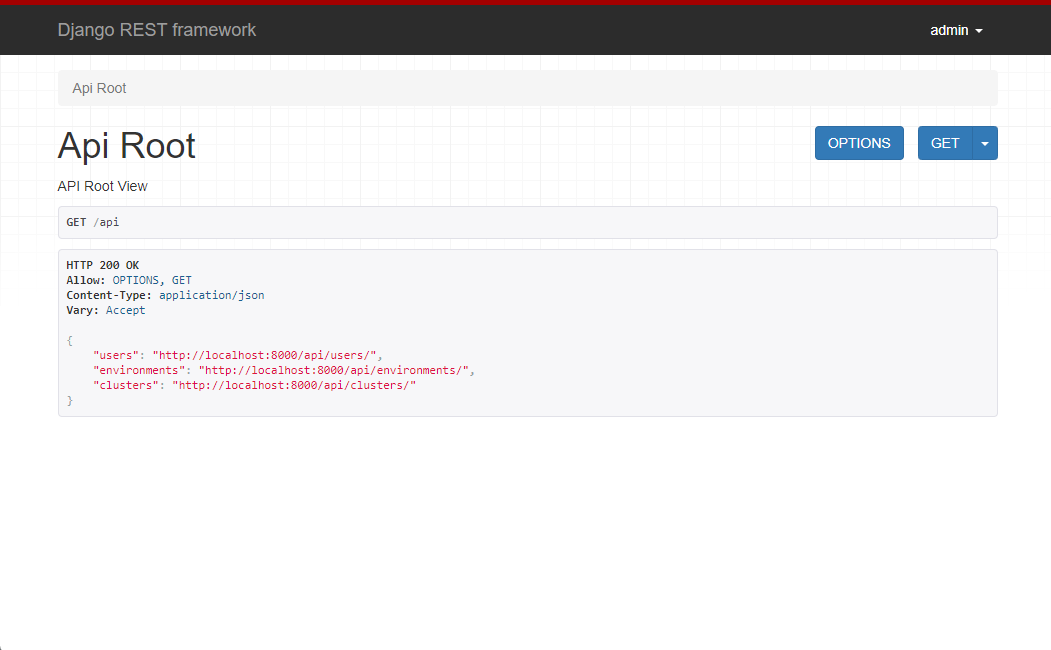 Django REST framework
admin
Api Root
Api Root
OPTIONS
GET
API Root View
GET /api
HTTP 200 OK
Allow: OPTIONS, GET
Content-Type: application/json
Vary: Accept
{
    "users": "http://localhost:8000/api/users/",
    "environments": "http://localhost:8000/api/environments/",
    "clusters": "http://localhost:8000/api/clusters/"
}